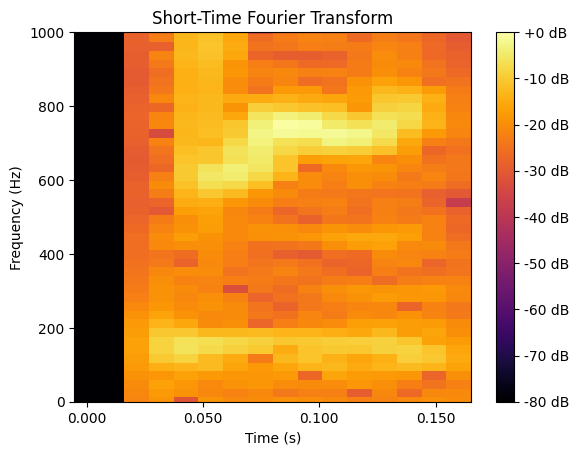 Short-Time Fourier Transform
1000
800
600
400
200
0
Frequency (Hz)
0.000
0.050
0.100
0.150
Time (s)
+0 dB
-10 dB
-20 dB
-30 dB
-40 dB
-50 dB
-60 dB
-70 dB
-80 dB